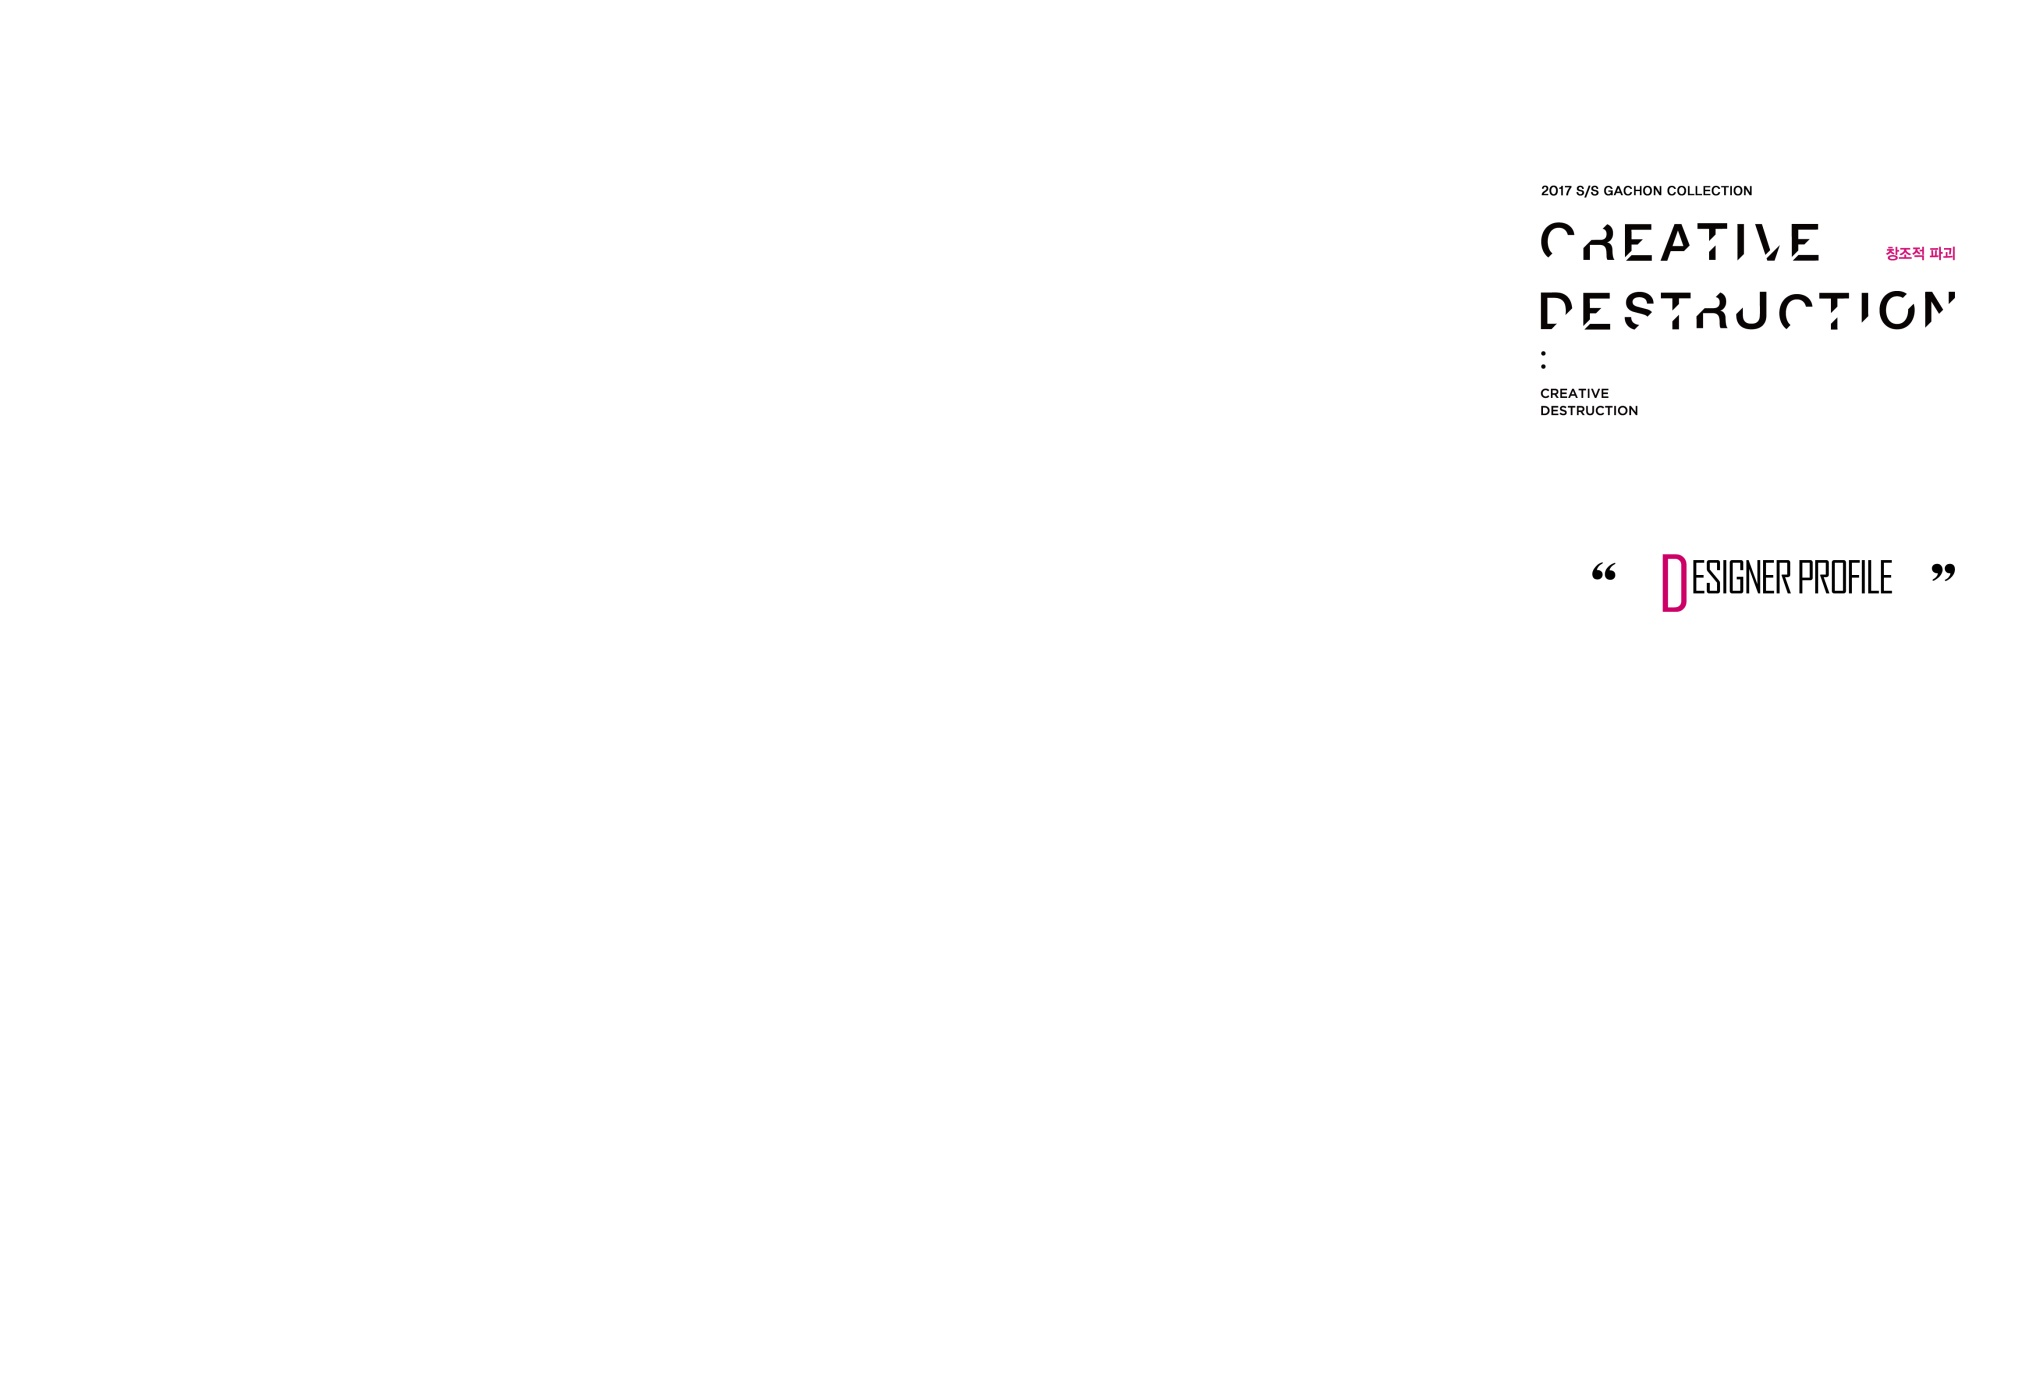 2017 S/S GACHON COLLECTION
CREATIVE 창조적 파괴
DESTRUCTION
:
CREATIVE
DESTRUCTION
“ DESIGNER PROFILE ”